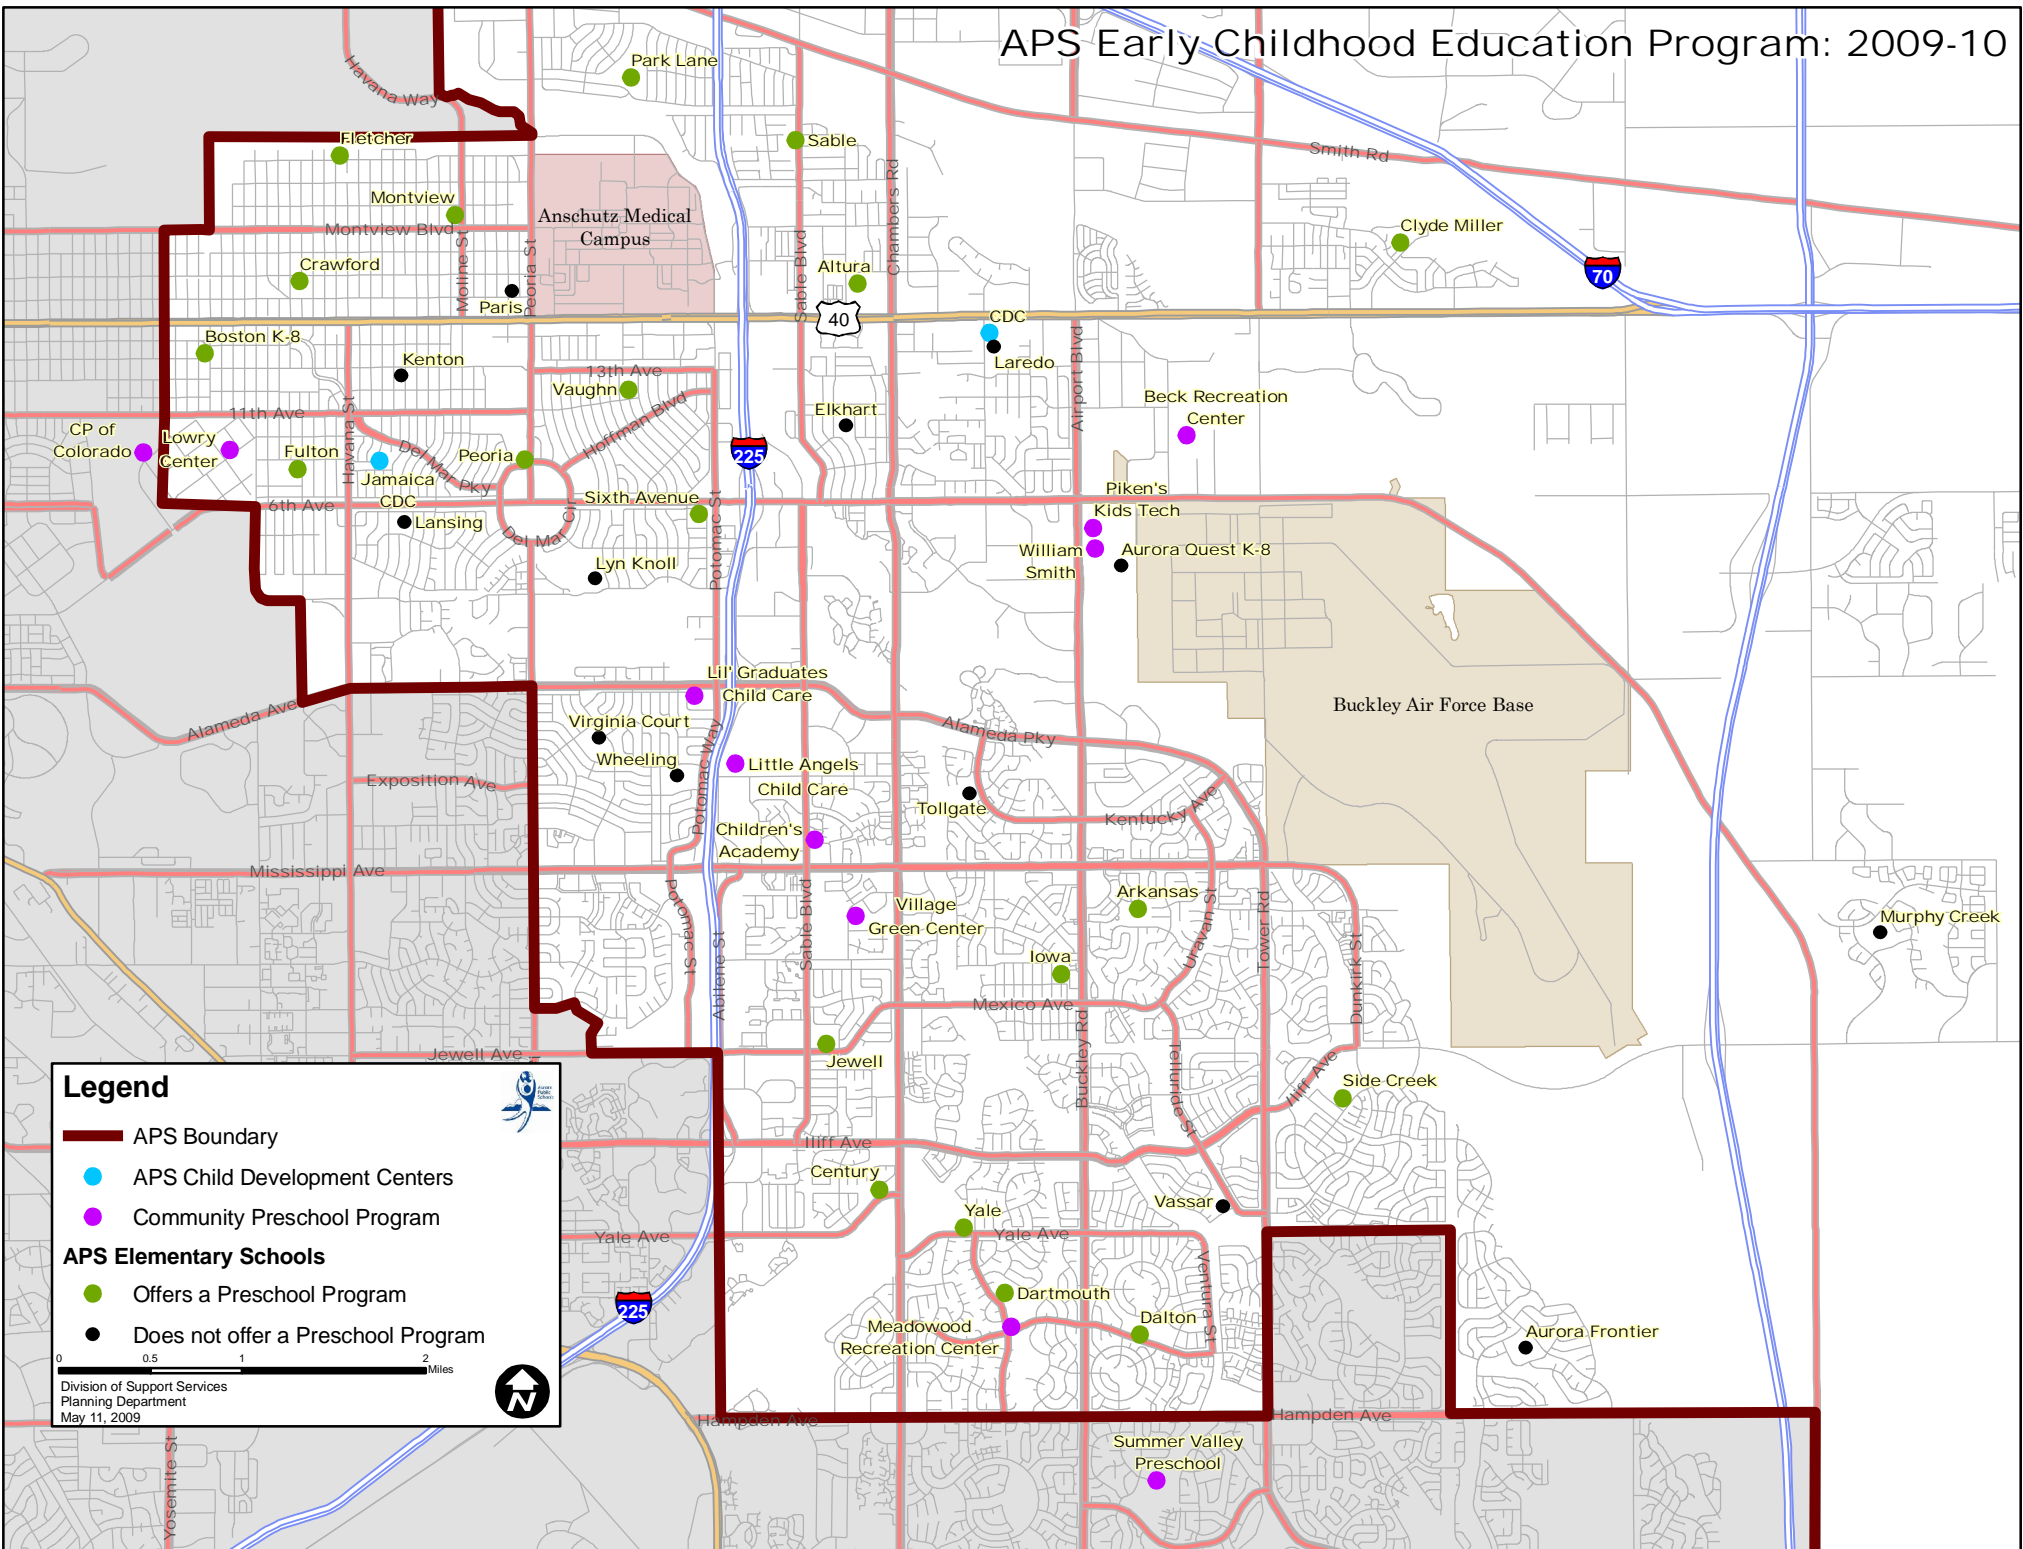 APS Early Childhood Education Program: 2009-10
Park Lane
Havana Way
Fletcher
Sable
Smith Rd
Montview
Anschutz Medical
Campus
Montview Blvd
Moline St
Peoria St
Sable Blvd
Chambers Rd
Clyde Miller
Crawford
Altura
70
Paris
40
CDC
Laredo
Boston K-8
Kenton
13th Ave
Vaughn
Hoffman Blvd
Airport Blvd
Beck Recreation
Center
11th Ave
Havana St
Elkhart
CP of
Colorado
Lowry
Center
Fulton
Del Mar Pky
Peoria
225
Jamaica
CDC
6th Ave
Lansing
Sixth Avenue
Del Mar Cir
Potomac St
Piken's
Kids Tech
William
Smith
Aurora Quest K-8
Lyn Knoll
Lil' Graduates
Child Care
Alameda Ave
Virginia Court
Wheeling
Potomac Way
Alameda Pky
Buckley Air Force Base
Exposition Ave
Little Angels
Child Care
Tollgate
Kentucky Ave
Children's
Academy
Mississippi Ave
Potomac St
Abilene St
Sable Blvd
Village
Green Center
Arkansas
Uravan St
Tower Rd
Dunkirk St
Murphy Creek
Iowa
Mexico Ave
Buckley Rd
Jewell Ave
Jewell
Telluride St
Iliff Ave
Side Creek
Iliff Ave
Century
Vassar
Yale
Yale Ave
Yale Ave
Ventura St
225
Dartmouth
Meadowood
Recreation Center
Dalton
Aurora Frontier
Hampden Ave
Hampden Ave
Summer Valley
Preschool
Yosemite St
Legend
Aurora
Public
Schools
APS Boundary
APS Child Development Centers
Community Preschool Program
APS Elementary Schools
Offers a Preschool Program
Does not offer a Preschool Program
0 0.5 1 2
Miles
Division of Support Services
Planning Department
May 11, 2009
N